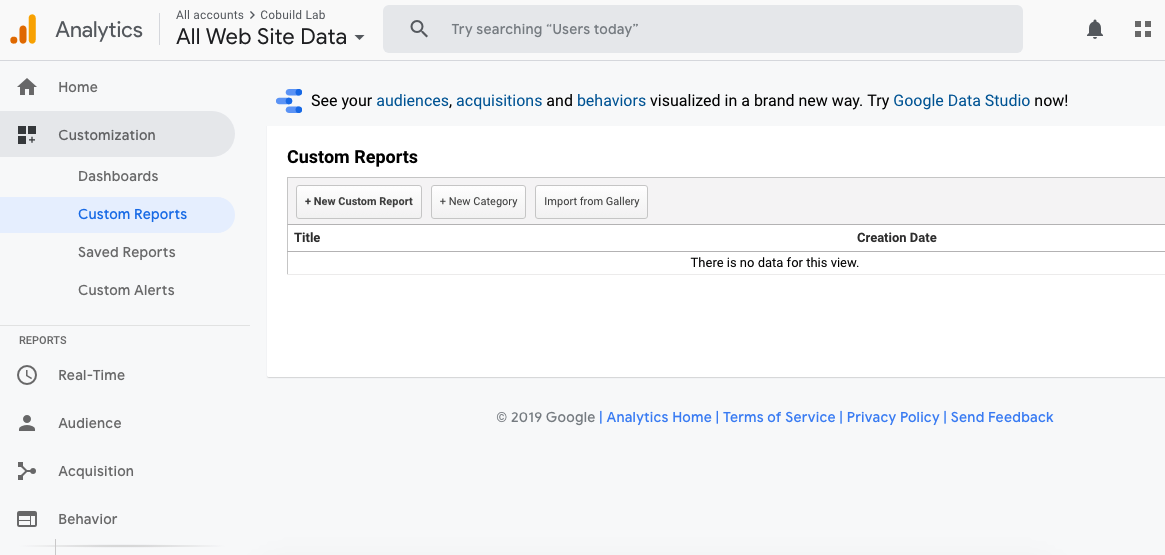 Analytics
All accounts > Cobuild Lab
All Web Site Data
Try searching “Users today”
Home
Customization
Dashboards
Custom Reports
Saved Reports
Custom Alerts
REPORTS
Real-Time
Audience
Acquisition
Behavior
See your audiences, acquisitions and behaviors visualized in a brand new way. Try Google Data Studio now!
Custom Reports
+ New Custom Report + New Category Import from Gallery
Title Creation Date
There is no data for this view.
© 2019 Google | Analytics Home | Terms of Service | Privacy Policy | Send Feedback